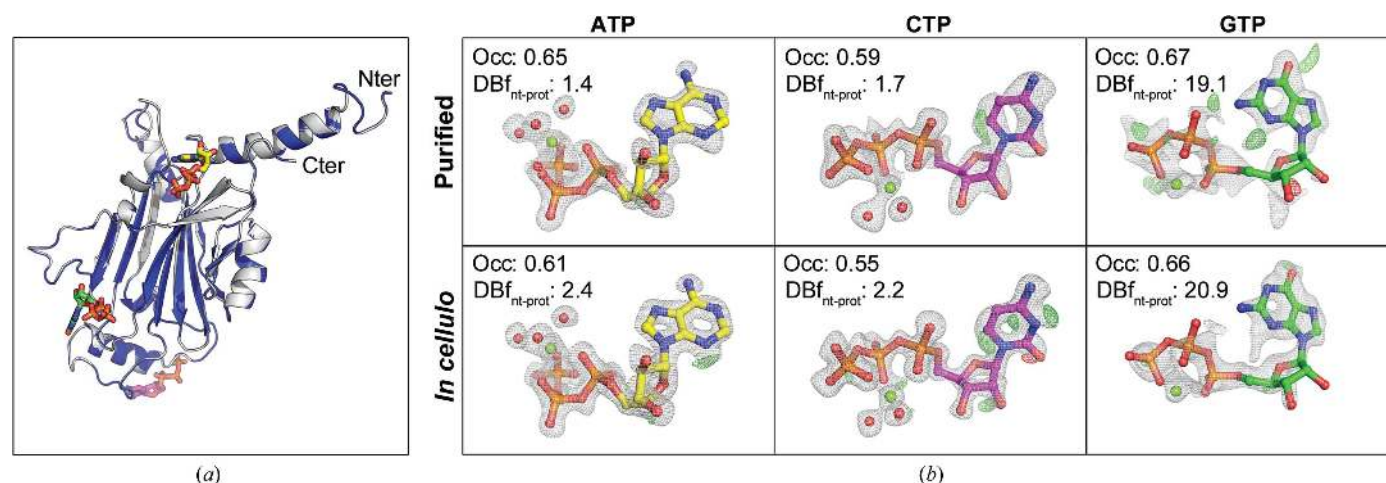 ATP CTP GTP
Nter
Cter
Purified
Occ: 0.65
DBfnt-prot: 1.4
Occ: 0.59
DBfnt-prot: 1.7
Occ: 0.67
DBfnt-prot: 19.1
In cellulo
Occ: 0.61
DBfnt-prot: 2.4
Occ: 0.55
DBfnt-prot: 2.2
Occ: 0.66
DBfnt-prot: 20.9
(a) (b)